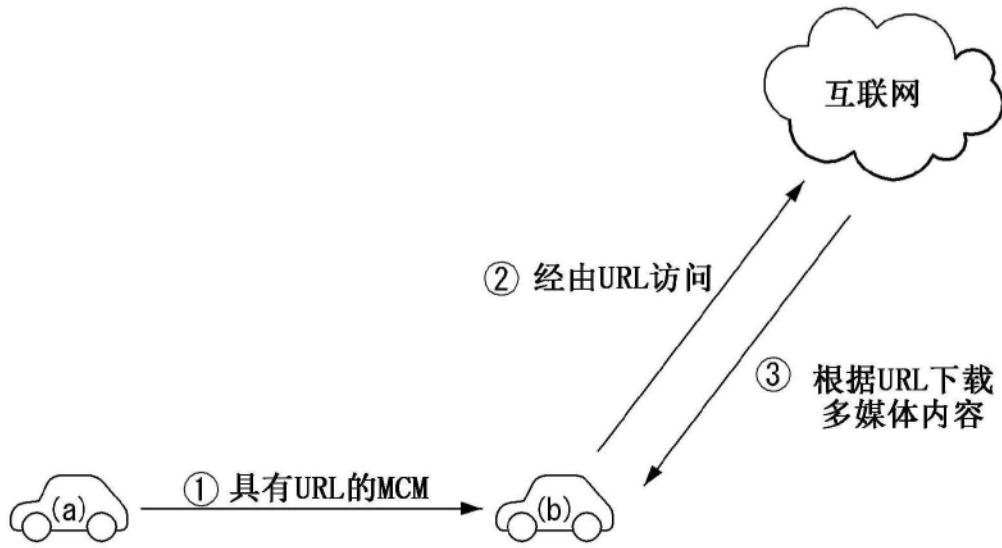 互联网
② 经由URL访问
③ 根据URL下载
多媒体内容
(a)
① 具有URL的MCM
(b)